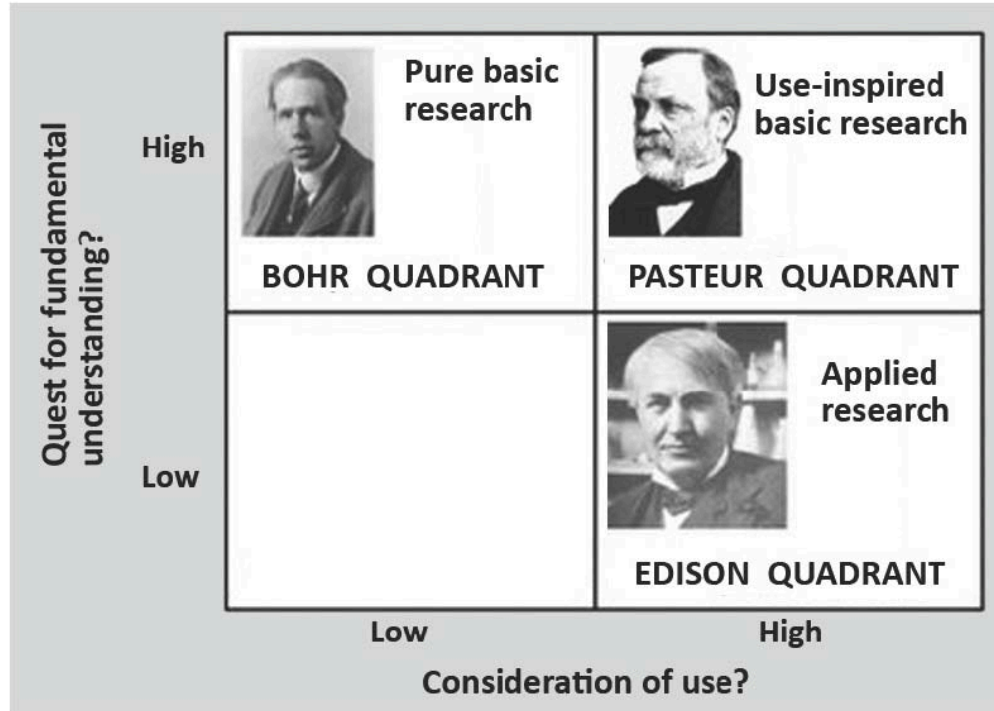 Pure basic
research
BOHR QUADRANT
Use-inspired
basic research
PASTEUR QUADRANT
Applied
research
EDISON QUADRANT
Quest for fundamental
understanding?
High
Low
Low
High
Consideration of use?